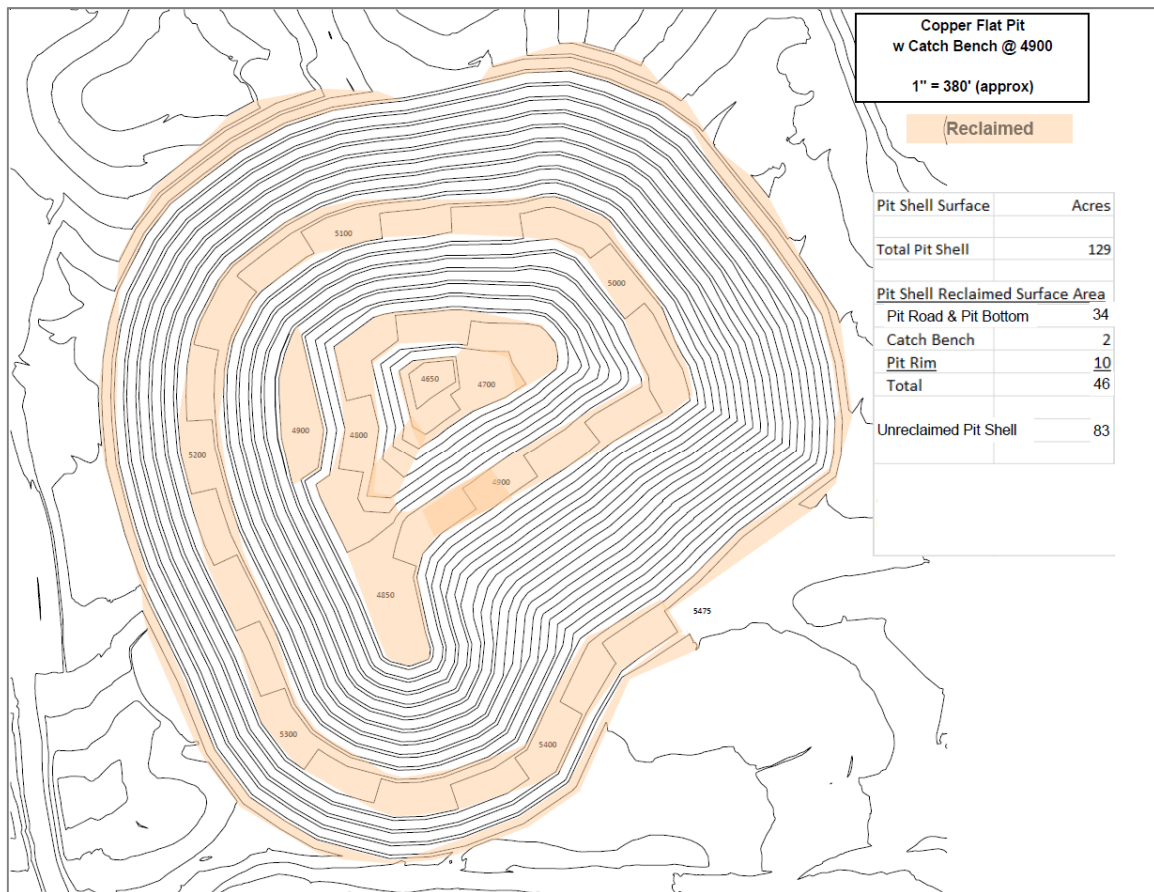 Copper Flat Pit
w Catch Bench @ 4900
1" = 380' (approx)
(Reclaimed
Pit Shell Surface Acres
Total Pit Shell 129
Pit Shell Reclaimed Surface Area
Pit Road & Pit Bottom 34
Catch Bench 2
Pit Rim 10
Total 46
Unreclaimed Pit Shell 83
5100
5000
4650
4700
4900
4800
5200
4900
4850
5475
5300
5400